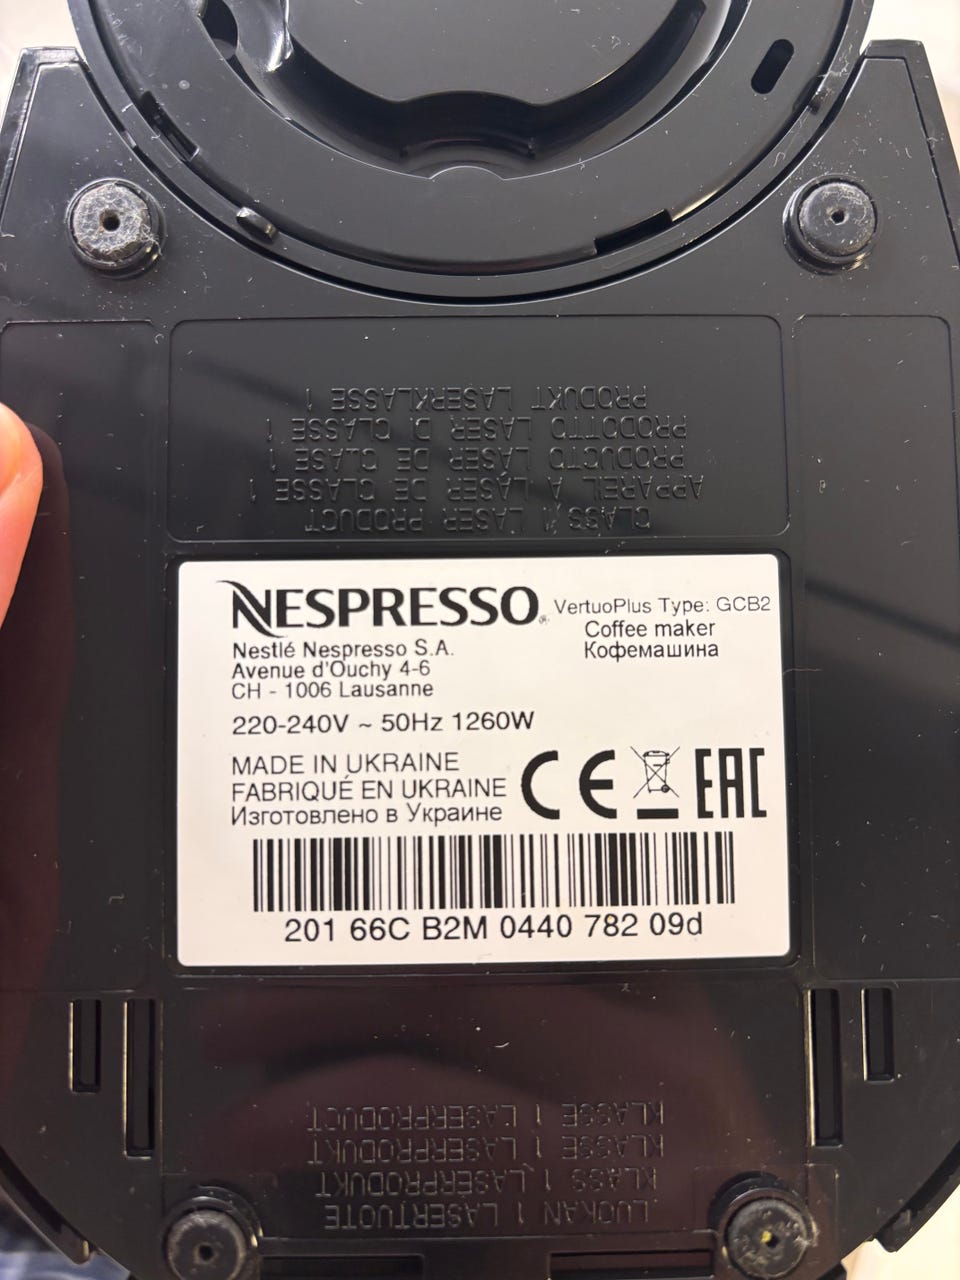 PRODUKT LASERKLASSE 1
PRODOTTO LASER DI CLASSE 1
PRODUCTO LÁSER DE CLASE 1
APPAREIL À LASER DE CLASSE 1
CLASS 1 LASER PRODUCT
NESPRESSO®
VertuoPlus Type: GCB2
Coffee maker
Кофемашина
Nestlé Nespresso S.A.
Avenue d'Ouchy 4-6
CH - 1006 Lausanne
220-240V ~ 50Hz 1260W
MADE IN UKRAINE
FABRIQUÉ EN UKRAINE
Изготовлено в Украине
CE EAC
201 66C B2M 0440 782 09d
KLASSE 1 LASERPRODUCT
KLASSE 1 LASERPRODUKT
KLASS 1 LASERPRODUKT
LUOKAN 1 LASERTUOTE